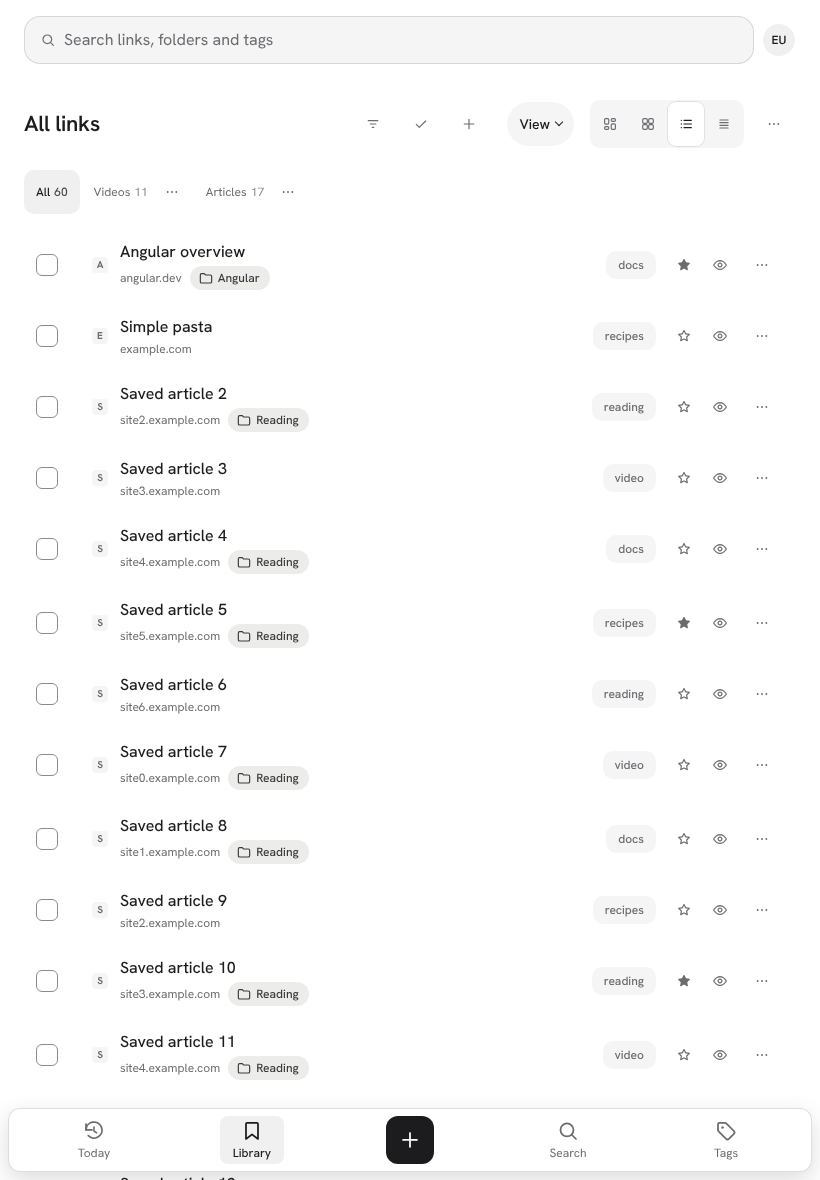 Search links, folders and tags
EU
All links
View
All 60 Videos 11 Articles 17
A Angular overview
angular.dev Angular
docs
E Simple pasta
example.com
recipes
S Saved article 2
site2.example.com Reading
reading
S Saved article 3
site3.example.com
video
S Saved article 4
site4.example.com Reading
docs
S Saved article 5
site5.example.com Reading
recipes
S Saved article 6
site6.example.com
reading
S Saved article 7
site0.example.com Reading
video
S Saved article 8
site1.example.com Reading
docs
S Saved article 9
site2.example.com
recipes
S Saved article 10
site3.example.com Reading
reading
S Saved article 11
site4.example.com Reading
video
Today Library Search Tags